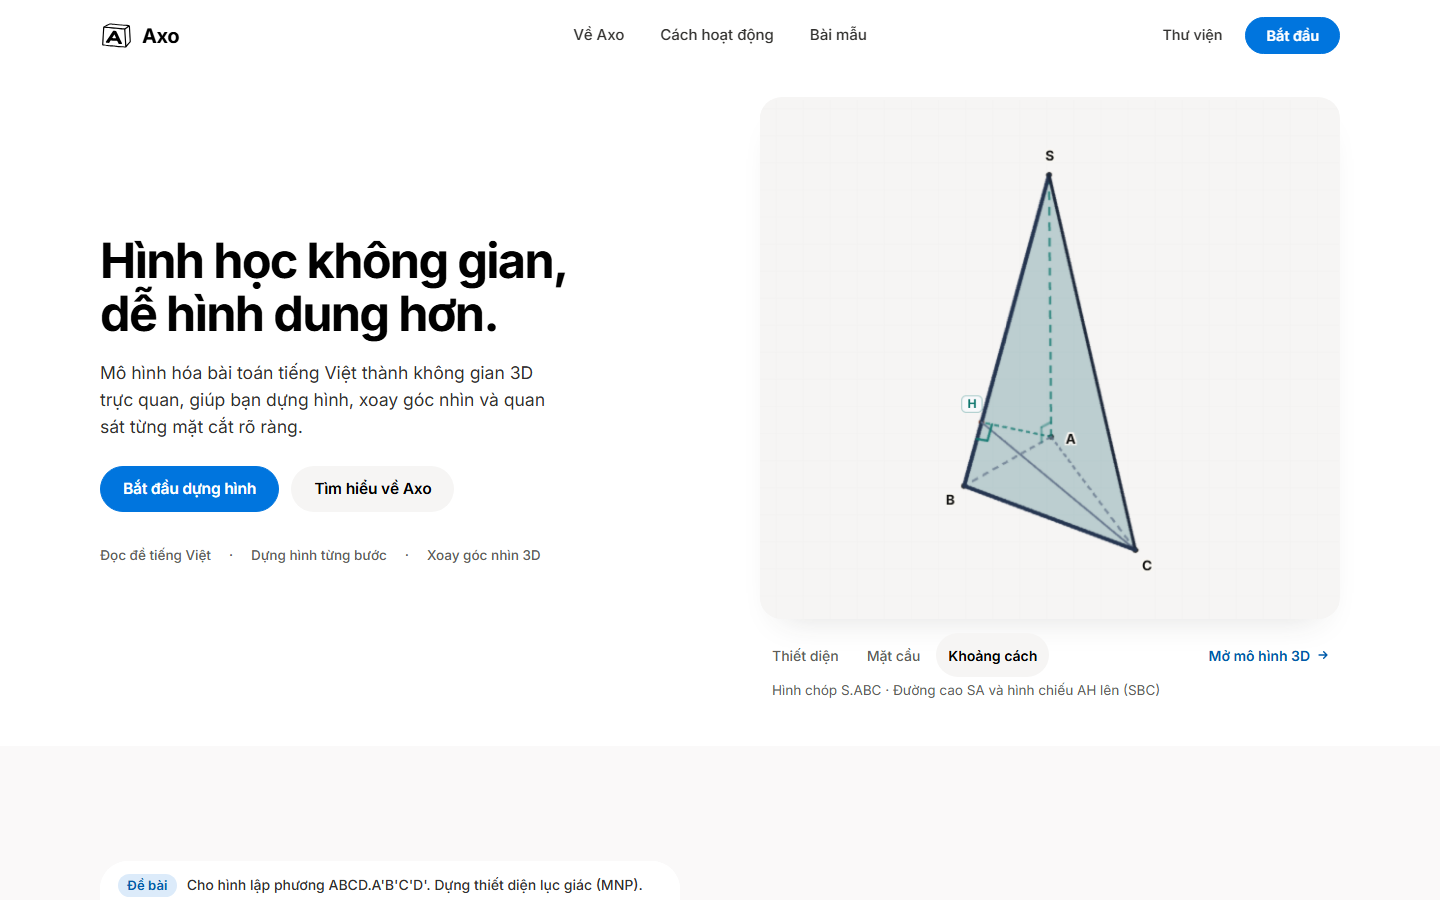 Axo
Về Axo
Cách hoạt động
Bài mẫu
Thư viện
Bắt đầu
Hình học không gian,
dễ hình dung hơn.
Mô hình hóa bài toán tiếng Việt thành không gian 3D
trực quan, giúp bạn dựng hình, xoay góc nhìn và quan
sát từng mặt cắt rõ ràng.
Bắt đầu dựng hình
Tìm hiểu về Axo
Đọc đề tiếng Việt · Dựng hình từng bước · Xoay góc nhìn 3D
S
H
A
B
C
Thiết diện
Mặt cầu
Khoảng cách
Mở mô hình 3D →
Hình chóp S.ABC · Đường cao SA và hình chiếu AH lên (SBC)
Đề bài
Cho hình lập phương ABCD.A'B'C'D'. Dựng thiết diện lục giác (MNP).